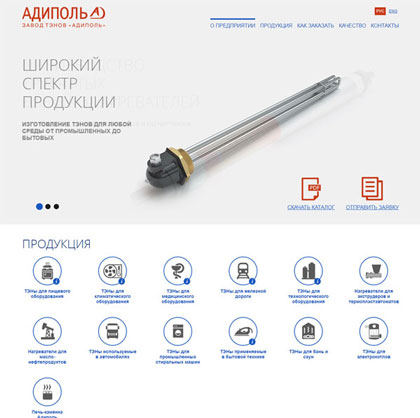 АДИПОЛЬ
ЗАВОД ТЭНОВ «АДИПОЛЬ»
РУС ENG
О ПРЕДПРИЯТИИ ПРОДУКЦИЯ КАК ЗАКАЗАТЬ КАЧЕСТВО КОНТАКТЫ
ШИРОКИЙ
СПЕКТР
ПРОДУКЦИИ
ИЗГОТОВЛЕНИЕ ТЭНОВ ДЛЯ ЛЮБОЙ
СРЕДЫ ОТ ПРОМЫШЛЕННЫХ ДО
БЫТОВЫХ
PDF
СКАЧАТЬ КАТАЛОГ
ОТПРАВИТЬ ЗАЯВКУ
ПРОДУКЦИЯ
ТЭНы для пищевого
оборудования
ТЭНы для
климатического
оборудования
ТЭНы для
медицинского
оборудования
ТЭНы для железной
дороги
ТЭНы для
технологического
оборудования
Нагреватели для
экструдеров и
термопластавтоматов
Нагреватели для
масло-
нефтепродуктов
ТЭНы используемые
в автомобилях
ТЭНы для
промышленных
стиральных машин
ТЭНы применяемые
в бытовой технике
ТЭНы для бань и
саун
ТЭНы для
электрокотлов
Печь-каменка
Адиполь